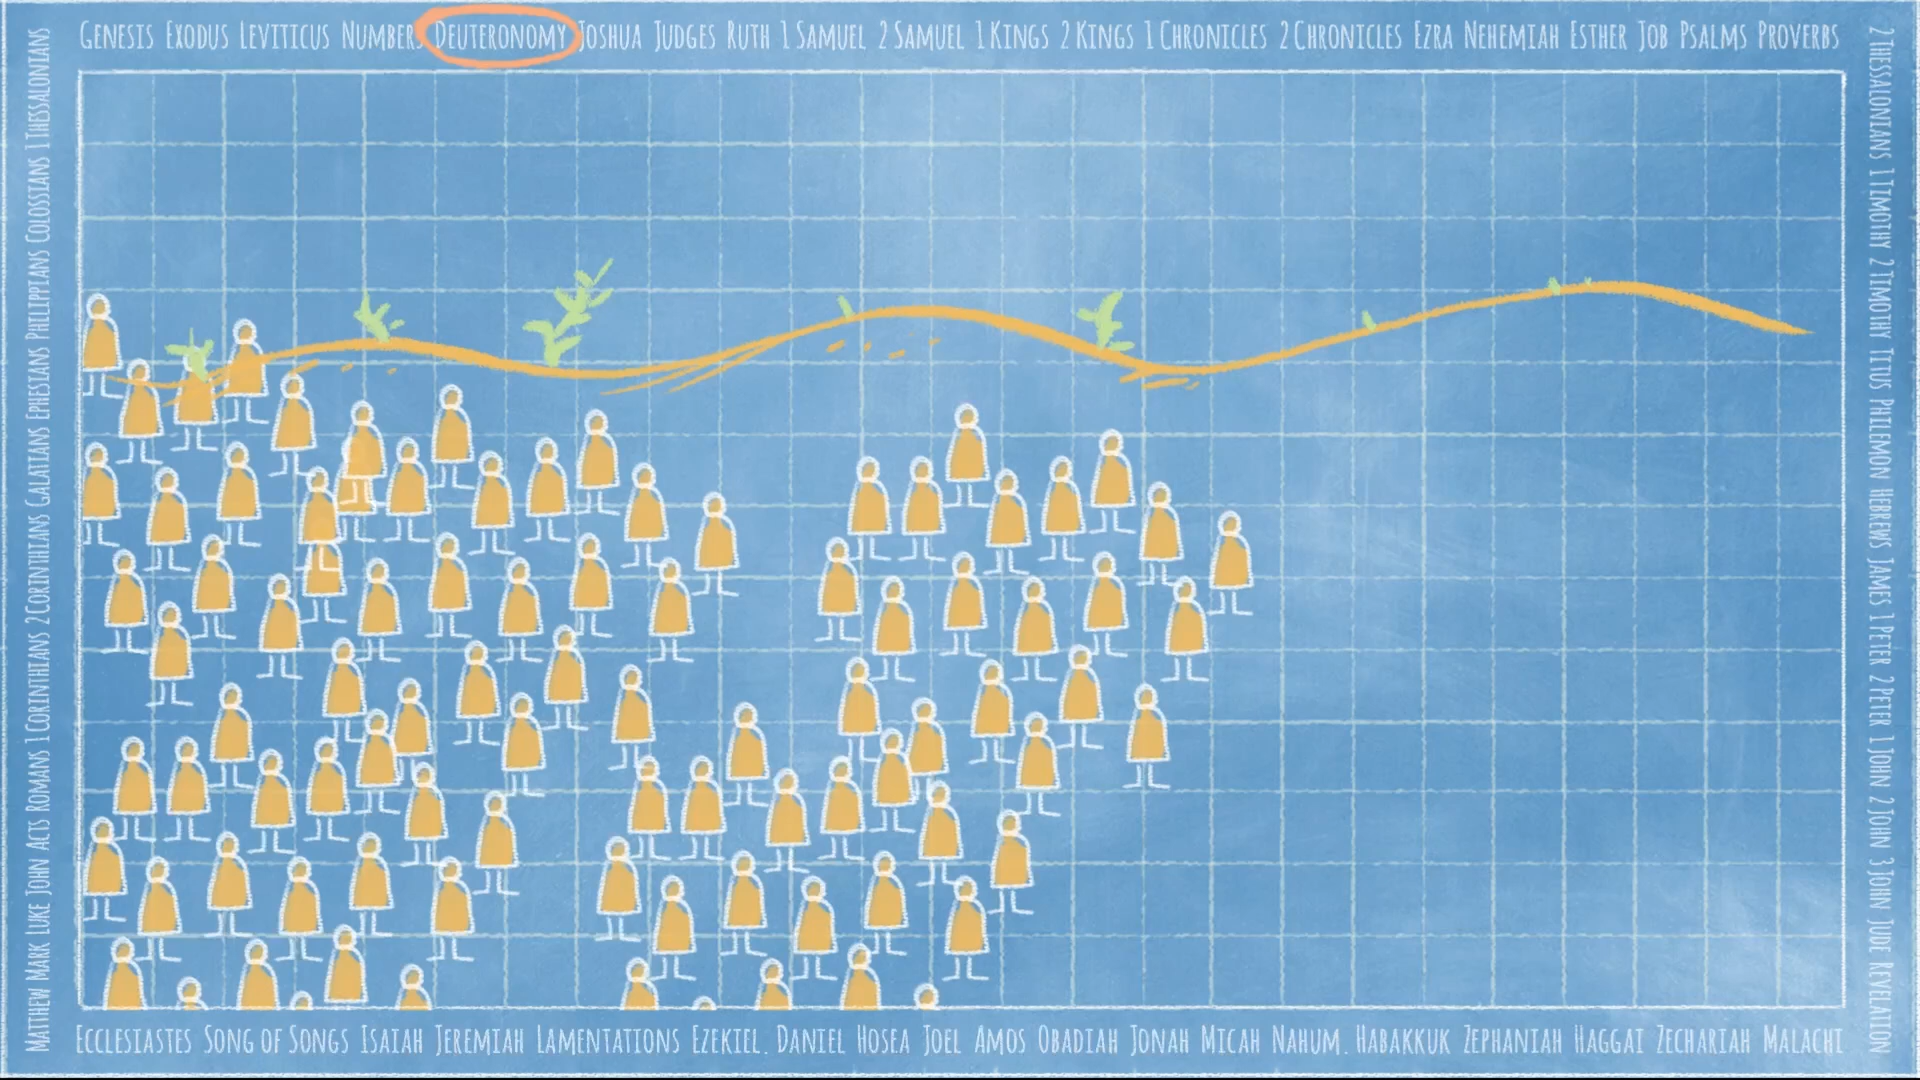 Genesis Exodus Leviticus Numbers Deuteronomy Joshua Judges Ruth 1 Samuel 2 Samuel 1 Kings 2 Kings 1 Chronicles 2 Chronicles Ezra Nehemiah Esther Job Psalms Proverbs
Ecclesiastes Song of Songs Isaiah Jeremiah Lamentations Ezekiel. Daniel Hosea Joel Amos Obadiah Jonah Micah Nahum. Habakkuk Zephaniah Haggai Zechariah Malachi
Matthew Mark Luke John Acts Romans 1 Corinthians 2 Corinthians Galatians Ephesians Philippians Colossians 1 Thessalonians
2 Thessalonians 1 Timothy 2 Timothy Titus Philemon Hebrews James 1 Peter 2 Peter 1 John 2 John 3 John Jude Revelation